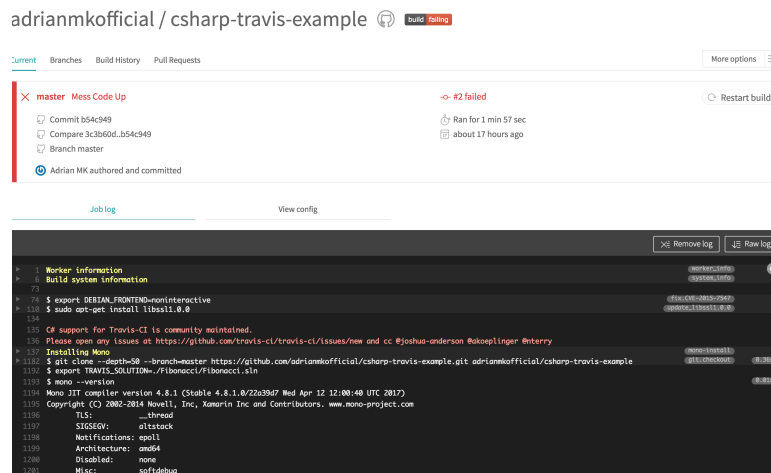 adrianmkofficial / csharp-travis-example build failing
Current Branches Build History Pull Requests More options
master Mess Code Up #2 failed Restart build
Commit b54c949 Ran for 1 min 57 sec
Compare 3c3b60d..b54c949 about 17 hours ago
Branch master
Adrian MK authored and committed
Job log View config
Remove log Raw log
1 Worker information worker_info
6 Build system information system_info
73
74 $ export DEBIAN_FRONTEND=noninteractive fix.CVE-2015-7547
110 $ sudo apt-get install libssl1.0.0 update_libssl1.0.0
134
135 C# support for Travis-CI is community maintained.
136 Please open any issues at https://github.com/travis-ci/travis-ci/issues/new and cc @joshua-anderson @akoeplinger @nterry
137 Installing Mono mono-install
1182 $ git clone --depth=50 --branch=master https://github.com/adrianmkofficial/csharp-travis-example.git adrianmkofficial/csharp-travis-example git.checkout
1192 $ export TRAVIS_SOLUTION=./Fibonacci/Fibonacci.sln
1193 $ mono --version
1194 Mono JIT compiler version 4.8.1 (Stable 4.8.1.0/22a39d7 Wed Apr 12 12:00:40 UTC 2017)
1195 Copyright (C) 2002-2014 Novell, Inc, Xamarin Inc and Contributors. www.mono-project.com
1196 TLS: __thread
1197 SIGSEGV: altstack
1198 Notifications: epoll
1199 Architecture: amd64
1200 Disabled: none
1201 Misc: softdebug